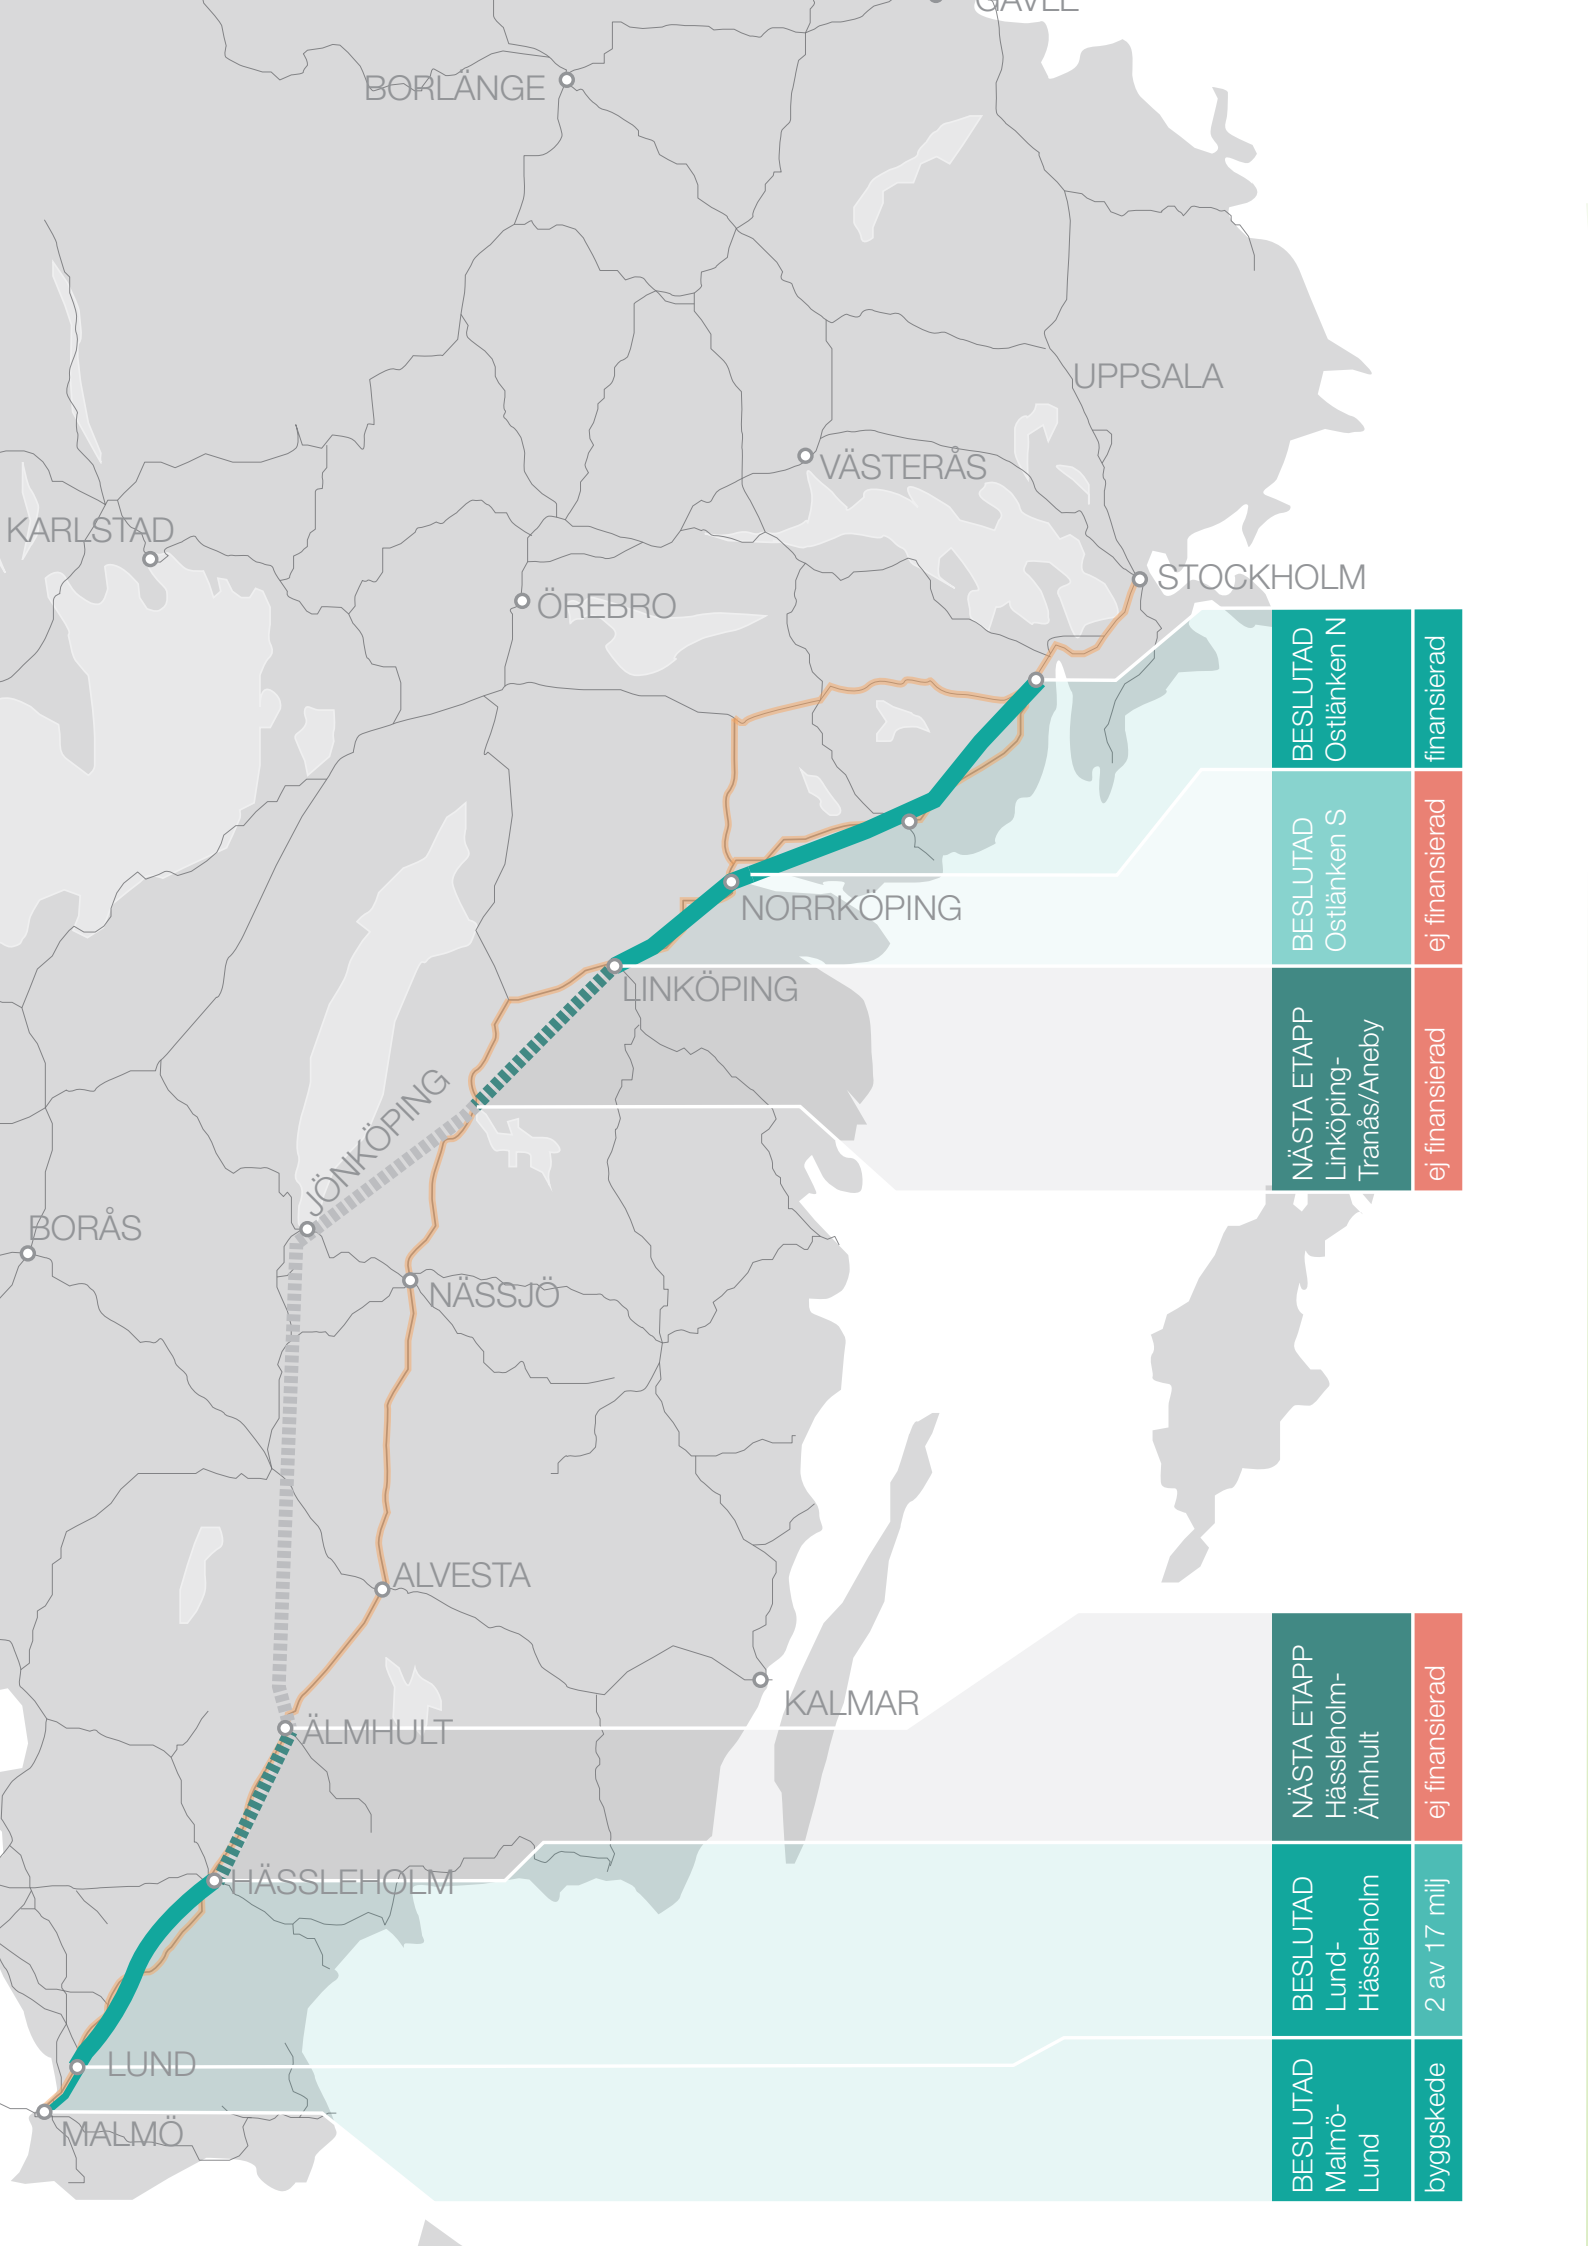 GÄVLE
BORLÄNGE
UPPSALA
VÄSTERÅS
KARLSTAD
STOCKHOLM
ÖREBRO
BESLUTAD
Ostlänken N
finansierad
BESLUTAD
Ostlänken S
ej finansierad
NORRKÖPING
LINKÖPING
NÄSTA ETAPP
Linköping-
Tranås/Aneby
ej finansierad
JÖNKÖPING
BORÅS
NÄSSJÖ
ALVESTA
KALMAR
ÄLMHULT
NÄSTA ETAPP
Hässleholm-
Älmhult
ej finansierad
HÄSSLEHOLM
BESLUTAD
Lund-
Hässleholm
2 av 17 milj
LUND
MALMÖ
BESLUTAD
Malmö-
Lund
byggskede